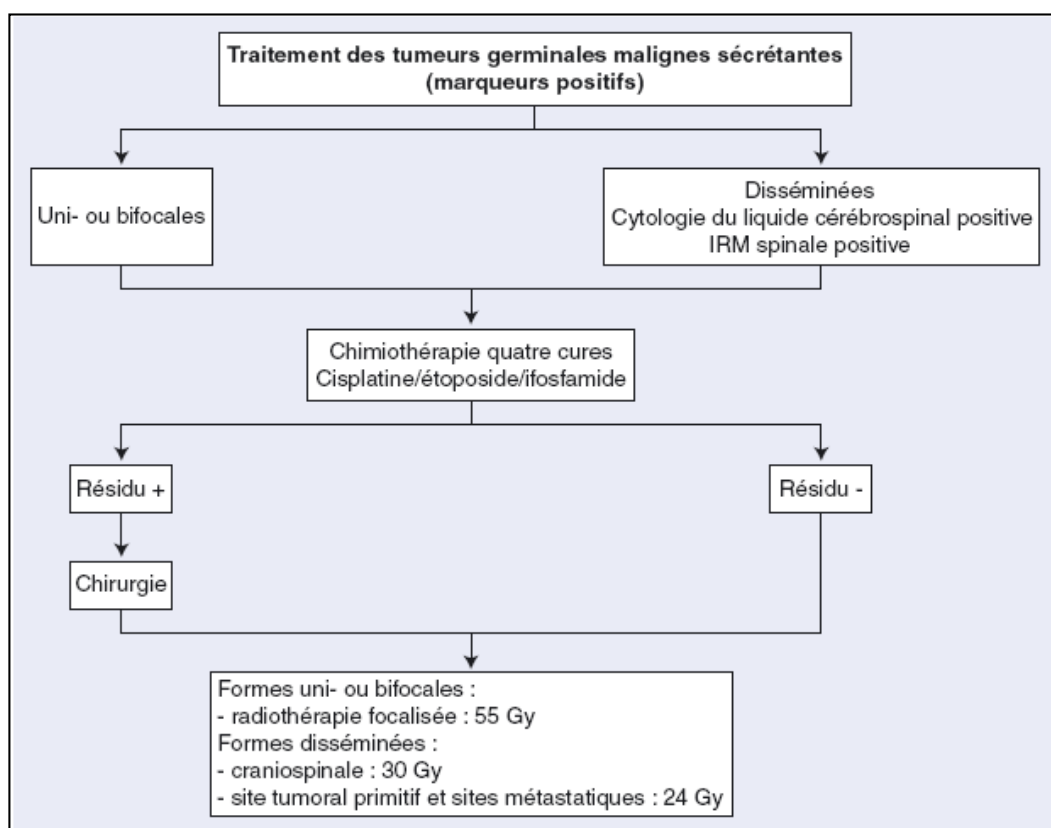 Traitement des tumeurs germinales malignes sécrétantes
(marqueurs positifs)
Uni- ou bifocales
Disséminées
Cytologie du liquide cérébrospinal positive
IRM spinale positive
Chimiothérapie quatre cures
Cisplatine/étoposide/ifosfamide
Résidu +
Résidu -
Chirurgie
Formes uni- ou bifocales :
- radiothérapie focalisée : 55 Gy
Formes disséminées :
- craniospinale : 30 Gy
- site tumoral primitif et sites métastatiques : 24 Gy